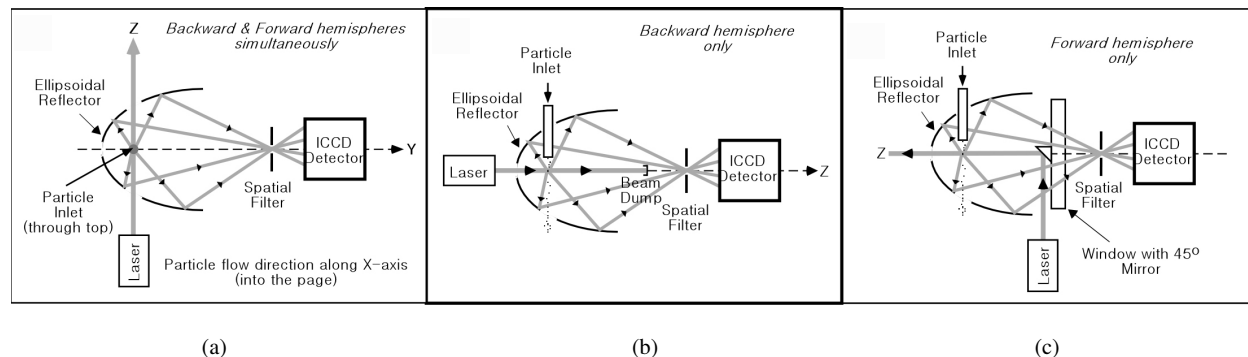 Z
Backward & Forward hemispheres
simultaneously
Ellipsoidal
Reflector
ICCD
Detector
Y
Spatial
Filter
Particle
Inlet
(through top)
Laser
Particle flow direction along X-axis
(into the page)
(a)
Backward hemisphere
only
Particle
Inlet
Ellipsoidal
Reflector
ICCD
Detector
Laser
Z
Beam
Dump
Spatial
Filter
(b)
Forward hemisphere
only
Particle
Inlet
Ellipsoidal
Reflector
ICCD
Detector
Z
Spatial
Filter
Laser
Window with 45º
Mirror
(c)